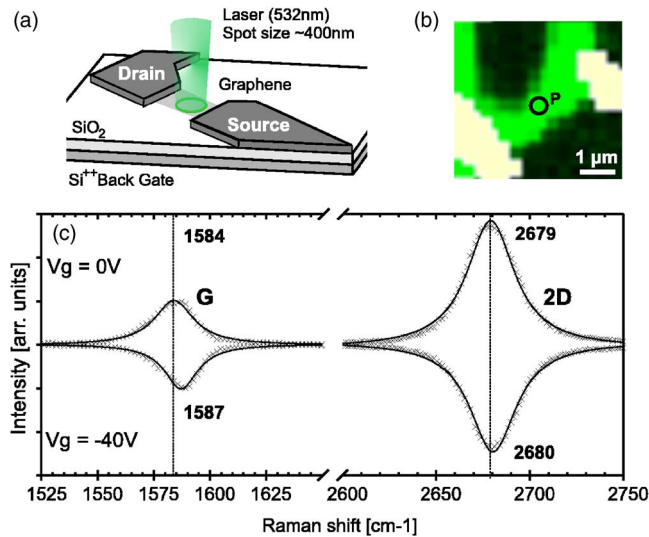 (a)
Laser (532nm)
Spot size ~400nm
Drain
Graphene
Source
SiO2
Si++Back Gate
(b)
P
1 µm
(c)
1584
2679
Vg = 0V
G
2D
Intensity [arr. units]
1587
2680
Vg = -40V
1525 1550 1575 1600 1625 2600 2650 2700 2750
Raman shift [cm-1]